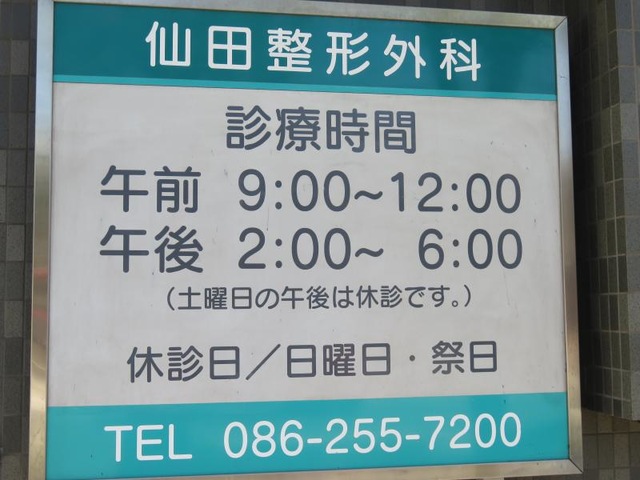 仙田整形外科
診療時間
午前 9:00~12:00
午後 2:00~ 6:00
(土曜日の午後は休診です。)
休診日/日曜日・祭日
TEL 086-255-7200